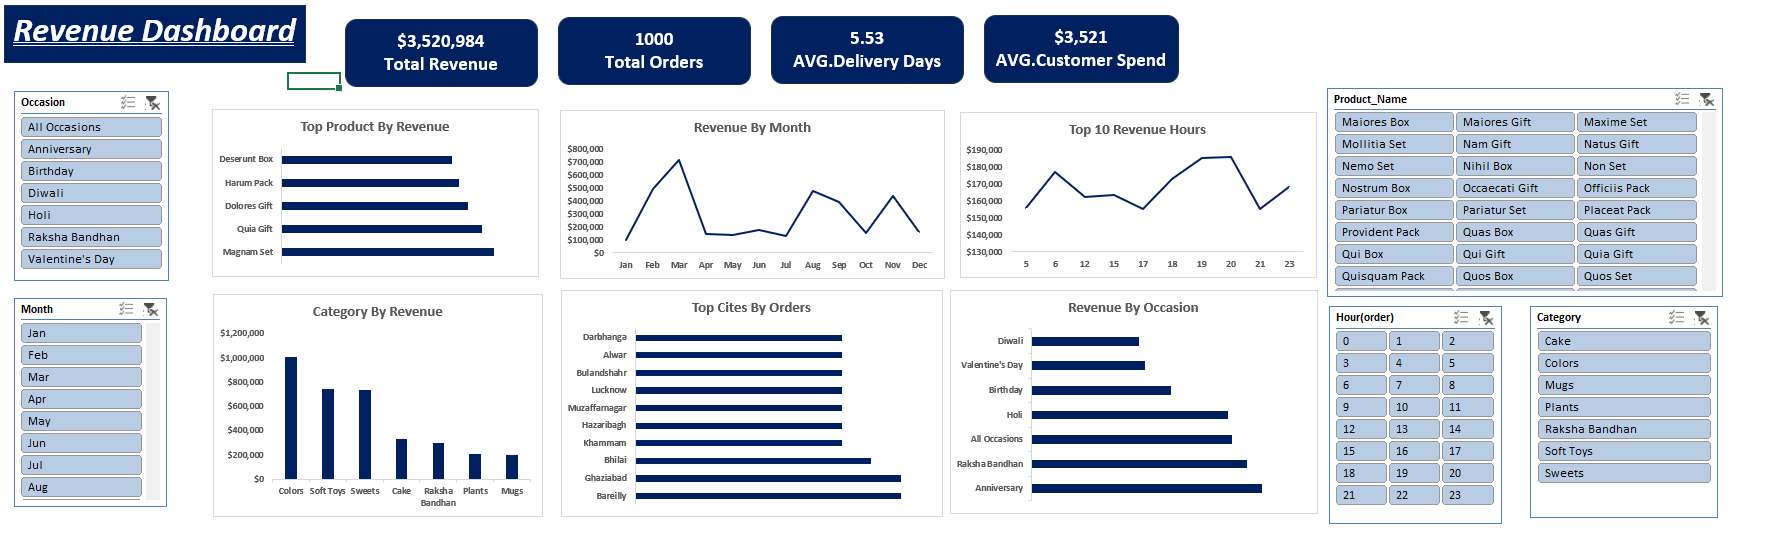 Revenue Dashboard
$3,520,984
Total Revenue
1000
Total Orders
5.53
AVG.Delivery Days
$3,521
AVG.Customer Spend
Occasion
All Occasions
Anniversary
Birthday
Diwali
Holi
Raksha Bandhan
Valentine's Day
Month
Jan
Feb
Mar
Apr
May
Jun
Jul
Aug
Top Product By Revenue
Deserunt Box
Harum Pack
Dolores Gift
Quia Gift
Magnam Set
Revenue By Month
$800,000
$700,000
$600,000
$500,000
$400,000
$300,000
$200,000
$100,000
$0
Jan Feb Mar Apr May Jun Jul Aug Sep Oct Nov Dec
Top 10 Revenue Hours
$190,000
$180,000
$170,000
$160,000
$150,000
$140,000
$130,000
5 6 12 15 17 18 19 20 21 23
Category By Revenue
$1,200,000
$1,000,000
$800,000
$600,000
$400,000
$200,000
$0
Colors Soft Toys Sweets Cake Raksha Bandhan Plants Mugs
Top Cites By Orders
Darbhanga
Alwar
Bulandshahr
Lucknow
Muzaffarnagar
Hazaribagh
Khammam
Bhilai
Ghaziabad
Bareilly
Revenue By Occasion
Diwali
Valentine's Day
Birthday
Holi
All Occasions
Raksha Bandhan
Anniversary
Product_Name
Maiores Box Maiores Gift Maxime Set
Mollitia Set Nam Gift Natus Gift
Nemo Set Nihil Box Non Set
Nostrum Box Occaecati Gift Officiis Pack
Pariatur Box Pariatur Set Placeat Pack
Provident Pack Quas Box Quas Gift
Qui Box Qui Gift Quia Gift
Quisquam Pack Quos Box Quos Set
Hour(order)
0 1 2
3 4 5
6 7 8
9 10 11
12 13 14
15 16 17
18 19 20
21 22 23
Category
Cake
Colors
Mugs
Plants
Raksha Bandhan
Soft Toys
Sweets